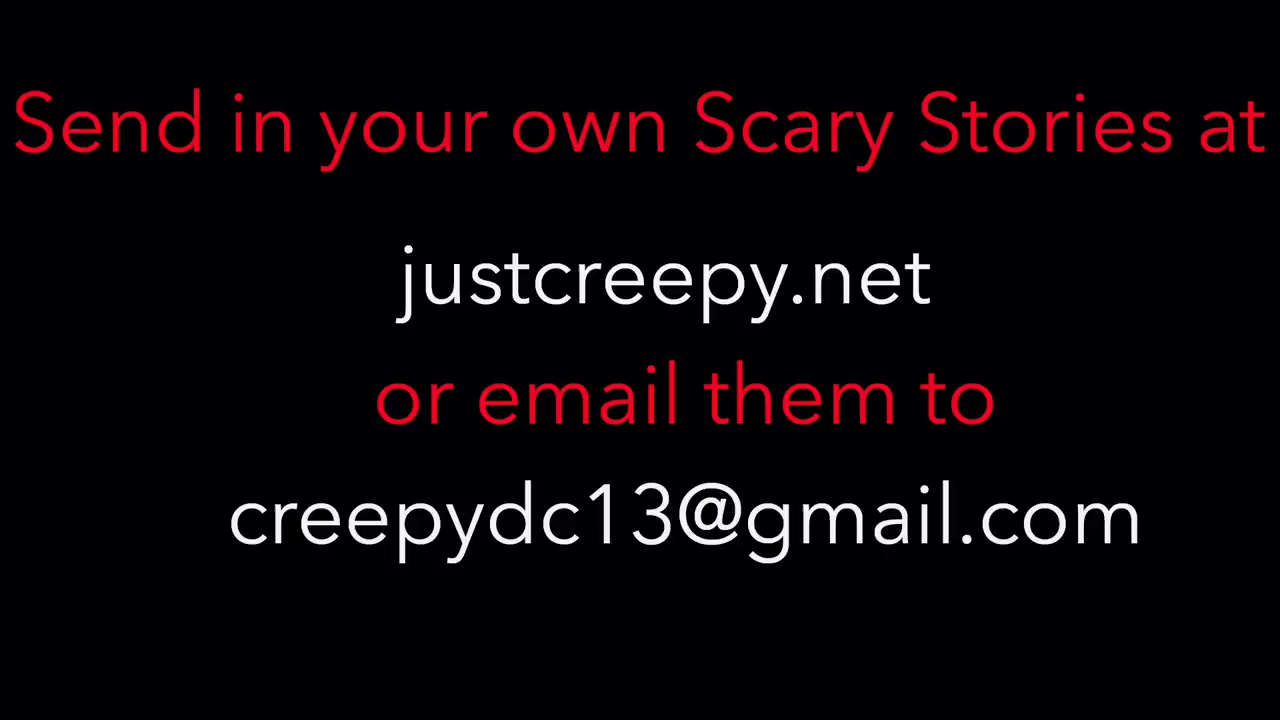 Send in your own Scary Stories at
justcreepy.net
or email them to
creepydc13@gmail.com